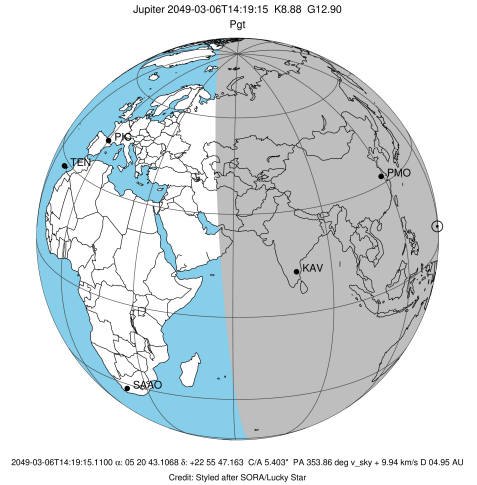 Jupiter 2049-03-06T14:19:15 K8.88 G12.90
Pgt
PIC
TEN
PMO
KAV
SAAO
2049-03-06T14:19:15.1100 α: 05 20 43.1068 δ: +22 55 47.163 C/A 5.403" PA 353.86 deg v_sky + 9.94 km/s D 04.95 AU
Credit: Styled after SORA/Lucky Star